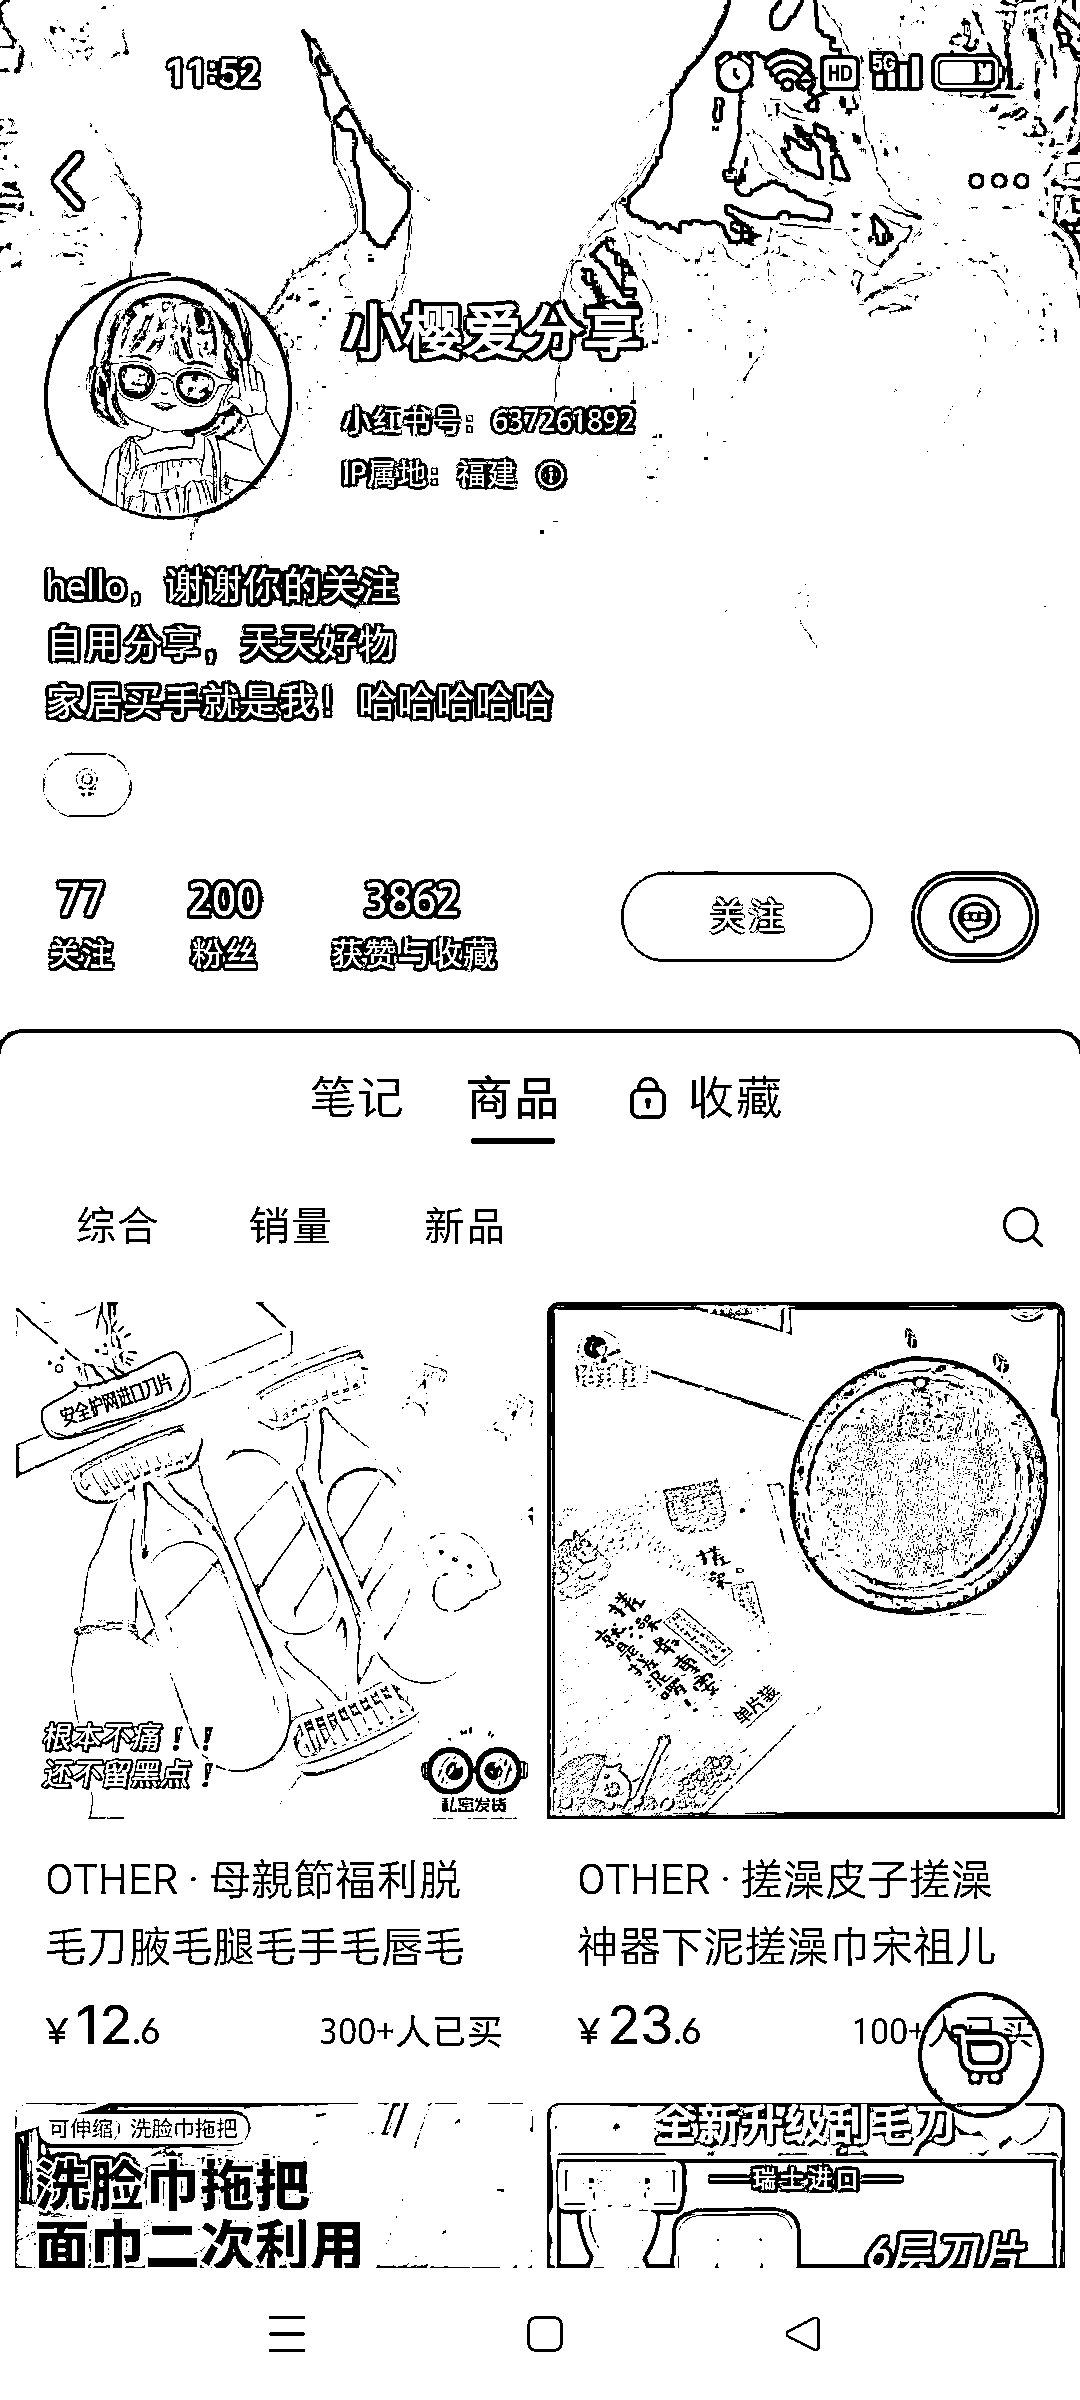 11:52
HD 5G
小樱爱分享
小红书号：637261892
IP属地：福建
hello，谢谢你的关注
自用分享，天天好物
家居买手就是我！哈哈哈哈哈
77 200 3862
关注 粉丝 获赞与收藏 关注
笔记 商品 收藏
综合 销量 新品
安全护网进口刀片
根本不痛！！
还不留黑点！
私密发货
搓澡
搓澡
就是
单片装
OTHER · 母親節福利脱
毛刀腋毛腿毛手毛唇毛
¥12.6 300+人已买
OTHER · 搓澡皮子搓澡
神器下泥搓澡巾宋祖儿
¥23.6 100+人已买
可伸缩 洗脸巾拖把
洗脸巾拖把
面巾二次利用
全新升级刮毛刀
瑞士进口
6层刀片